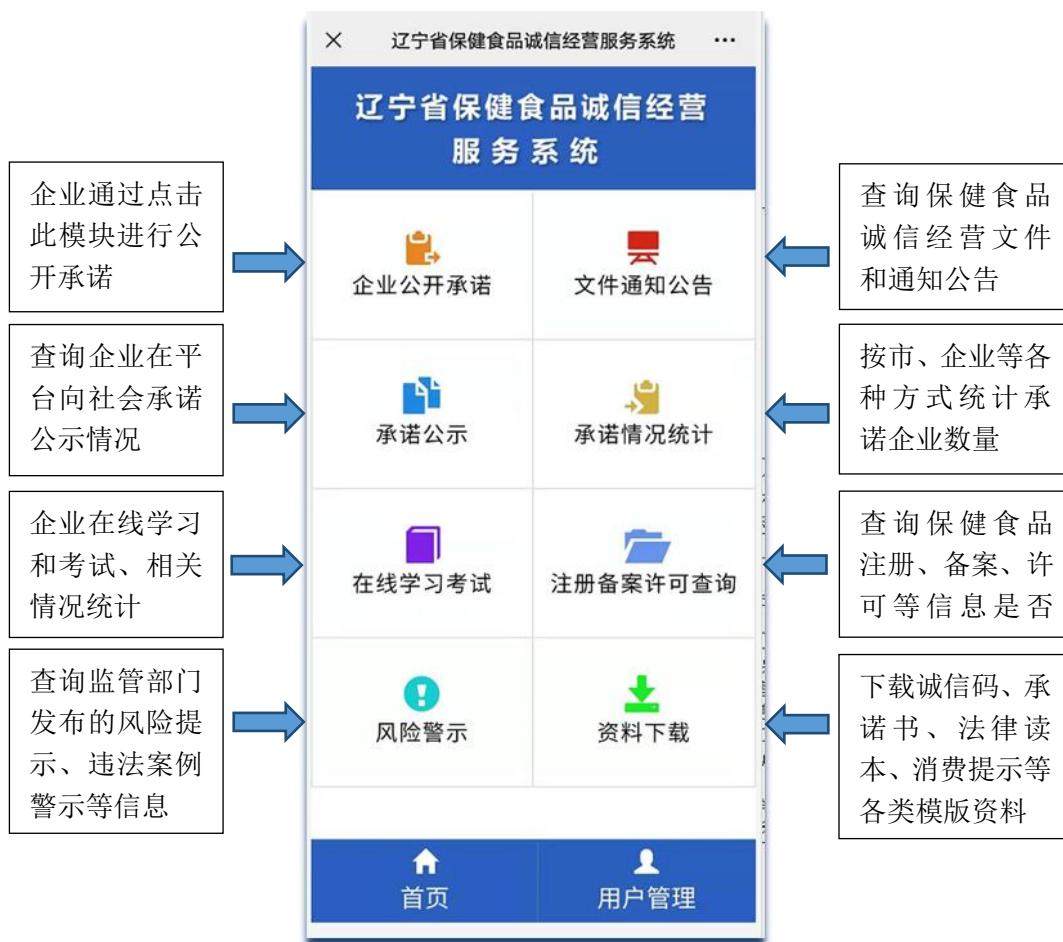 辽宁省保健食品诚信经营服务系统
辽宁省保健食品诚信经营
服务系统
企业通过点击
此模块进行公
开承诺
企业公开承诺
文件通知公告
查询保健食品
诚信经营文件
和通知公告
查询企业在平
台向社会承诺
公示情况
承诺公示
承诺情况统计
按市、企业等各
种方式统计承
诺企业数量
企业在线学习
和考试、相关
情况统计
在线学习考试
注册备案许可查询
查询保健食品
注册、备案、许
可等信息是否
查询监管部门
发布的风险提
示、违法案例
警示等信息
风险警示
资料下载
下载诚信码、承
诺书、法律读
本、消费提示等
各类模版资料
首页
用户管理